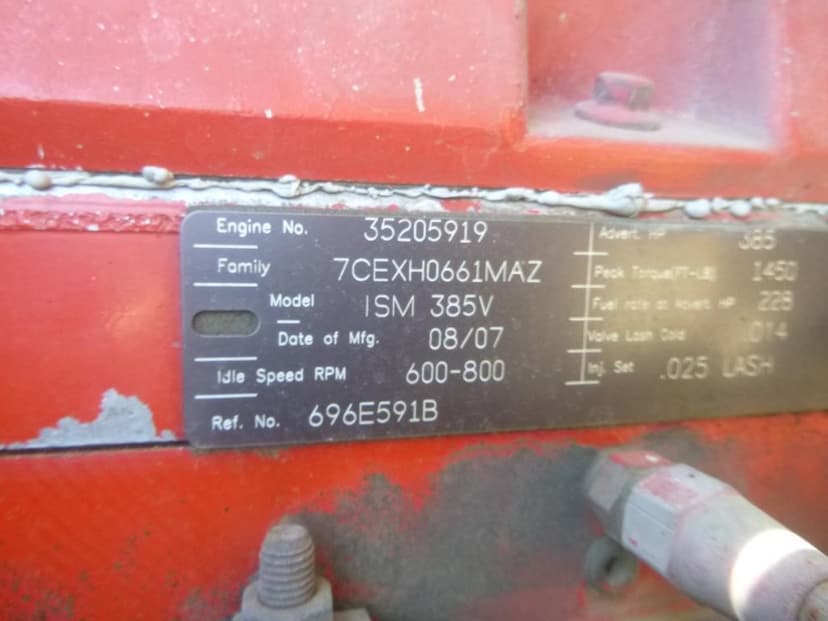 Engine No. 35205919
Family 7CEXH0661MAZ
Model ISM 385V
Date of Mfg. 08/07
Idle Speed RPM 600-800
Ref. No. 696E591B
Advert. HP 385
Peak Torque(FT-LB) 1450
Fuel rate at Advert HP 228
Valve Lash Cold .014
Inj. Set .025 LASH